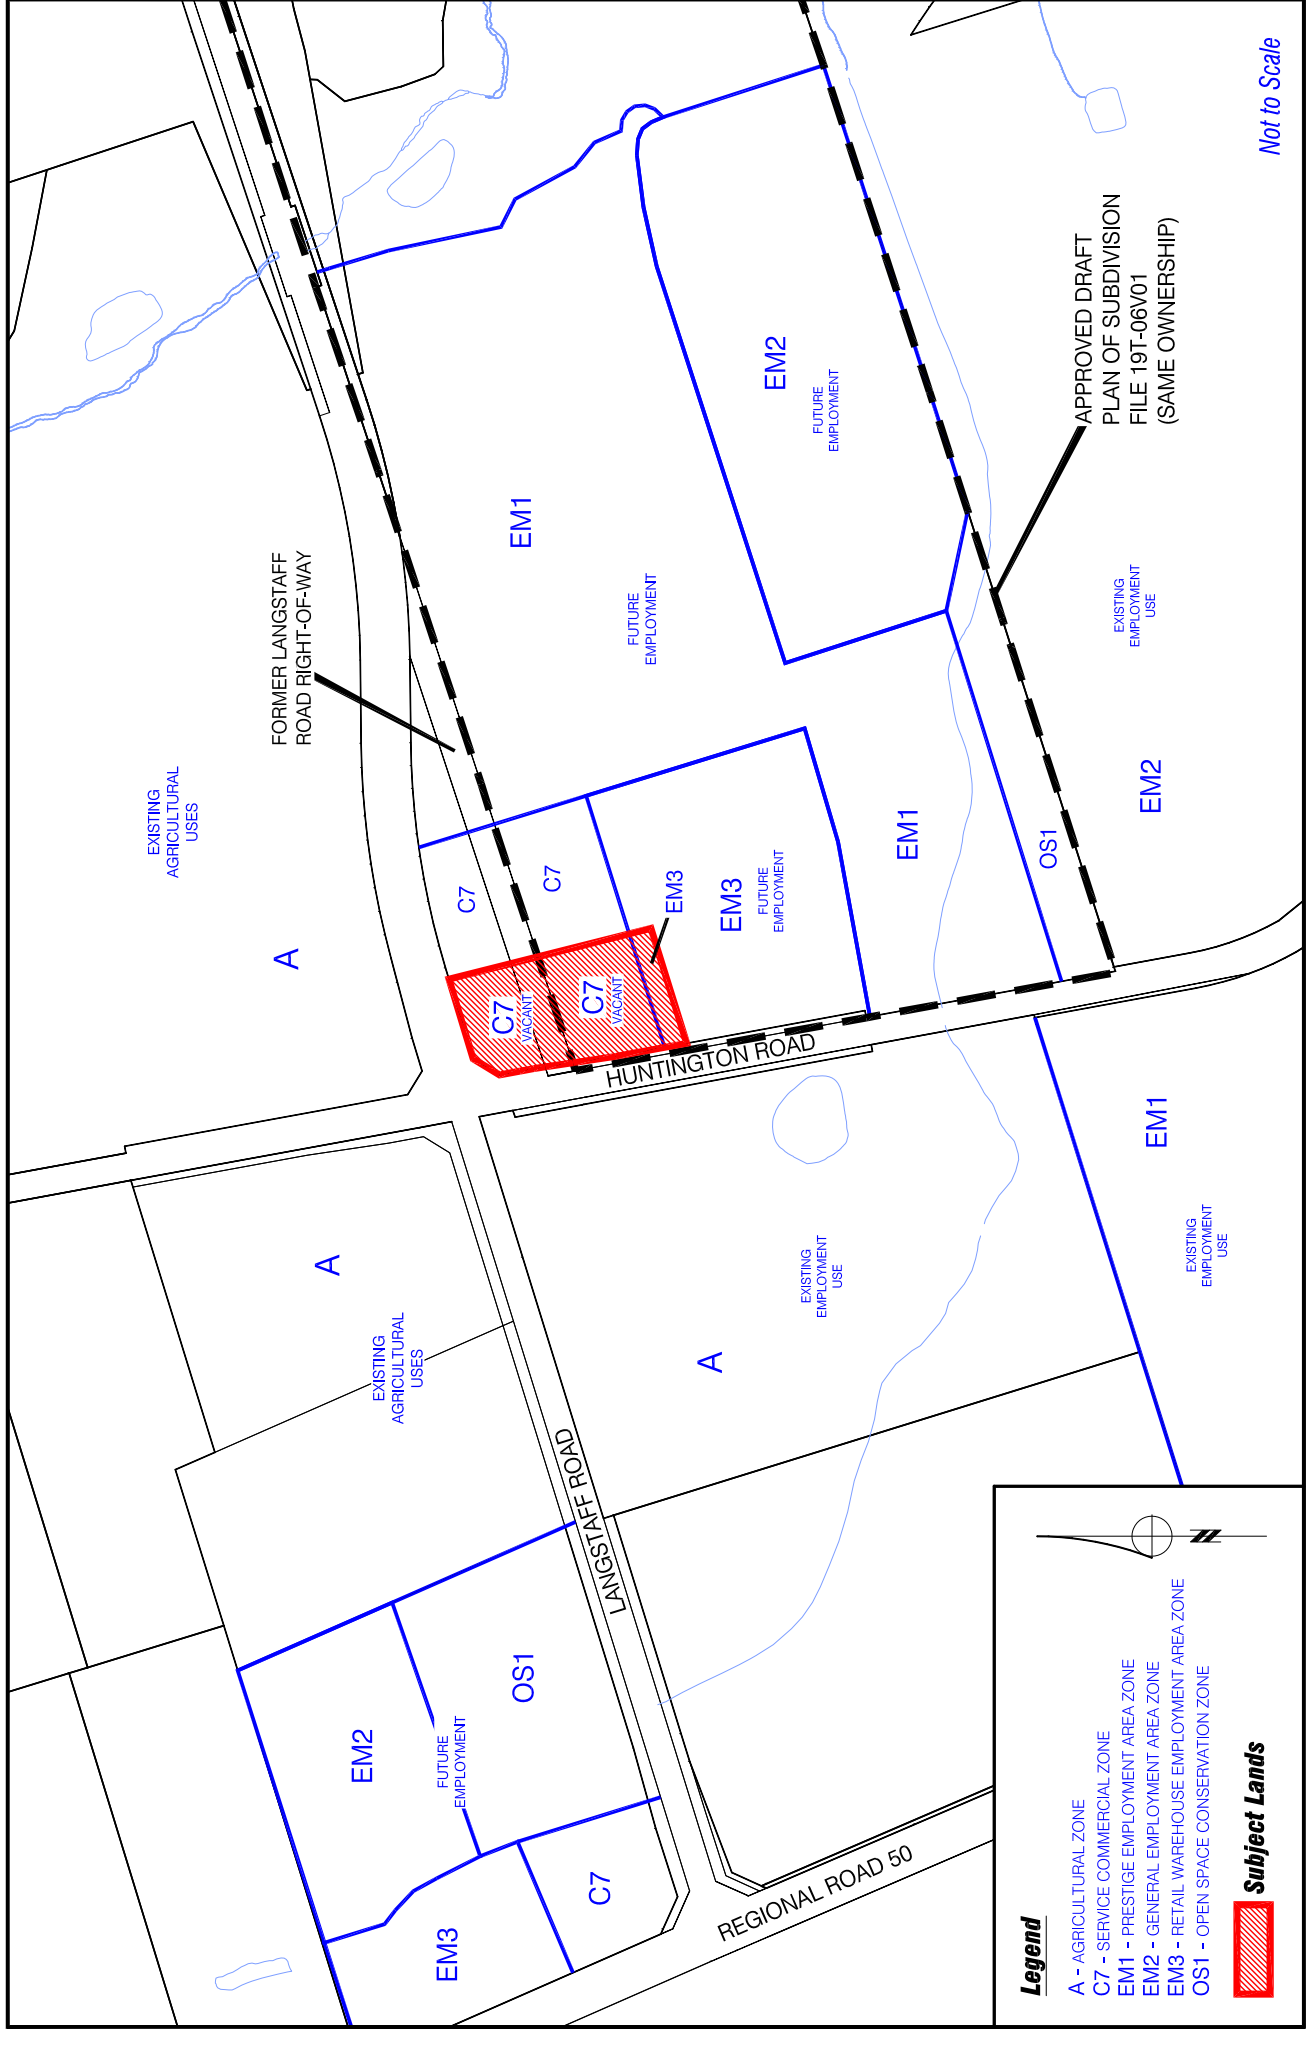 Not to Scale
FORMER LANGSTAFF
ROAD RIGHT-OF-WAY
APPROVED DRAFT
PLAN OF SUBDIVISION
FILE 19T-06V01
(SAME OWNERSHIP)
EXISTING
AGRICULTURAL
USES
A
EM1
FUTURE
EMPLOYMENT
EM2
FUTURE
EMPLOYMENT
EXISTING
EMPLOYMENT
USE
EM2
OS1
EM1
C7
C7
EM3
EM3
FUTURE
EMPLOYMENT
C7
VACANT
C7
VACANT
HUNTINGTON ROAD
A
EXISTING
AGRICULTURAL
USES
EXISTING
EMPLOYMENT
USE
A
EM1
EXISTING
EMPLOYMENT
USE
LANGSTAFF ROAD
EM2
FUTURE
EMPLOYMENT
OS1
C7
EM3
REGIONAL ROAD 50
Legend
A - AGRICULTURAL ZONE
C7 - SERVICE COMMERCIAL ZONE
EM1 - PRESTIGE EMPLOYMENT AREA ZONE
EM2 - GENERAL EMPLOYMENT AREA ZONE
EM3 - RETAIL WAREHOUSE EMPLOYMENT AREA ZONE
OS1 - OPEN SPACE CONSERVATION ZONE
Subject Lands
N